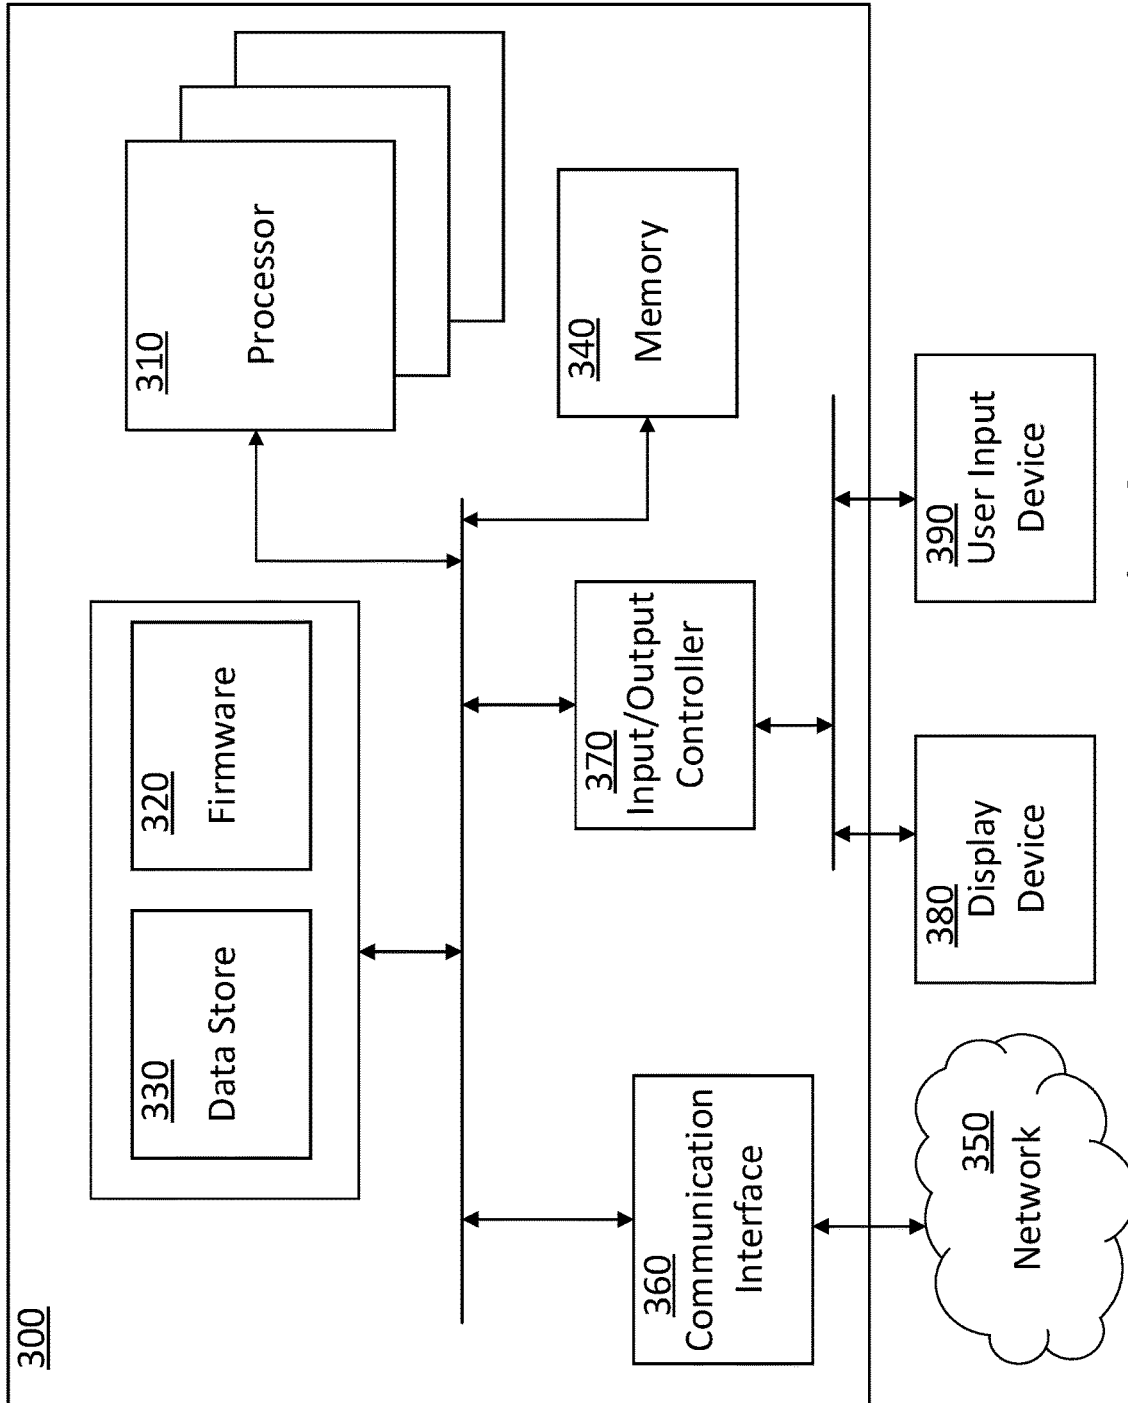 300
330
Data Store
320
Firmware
310
Processor
360
Communication
Interface
370
Input/Output
Controller
340
Memory
350
Network
380
Display
Device
390
User Input
Device